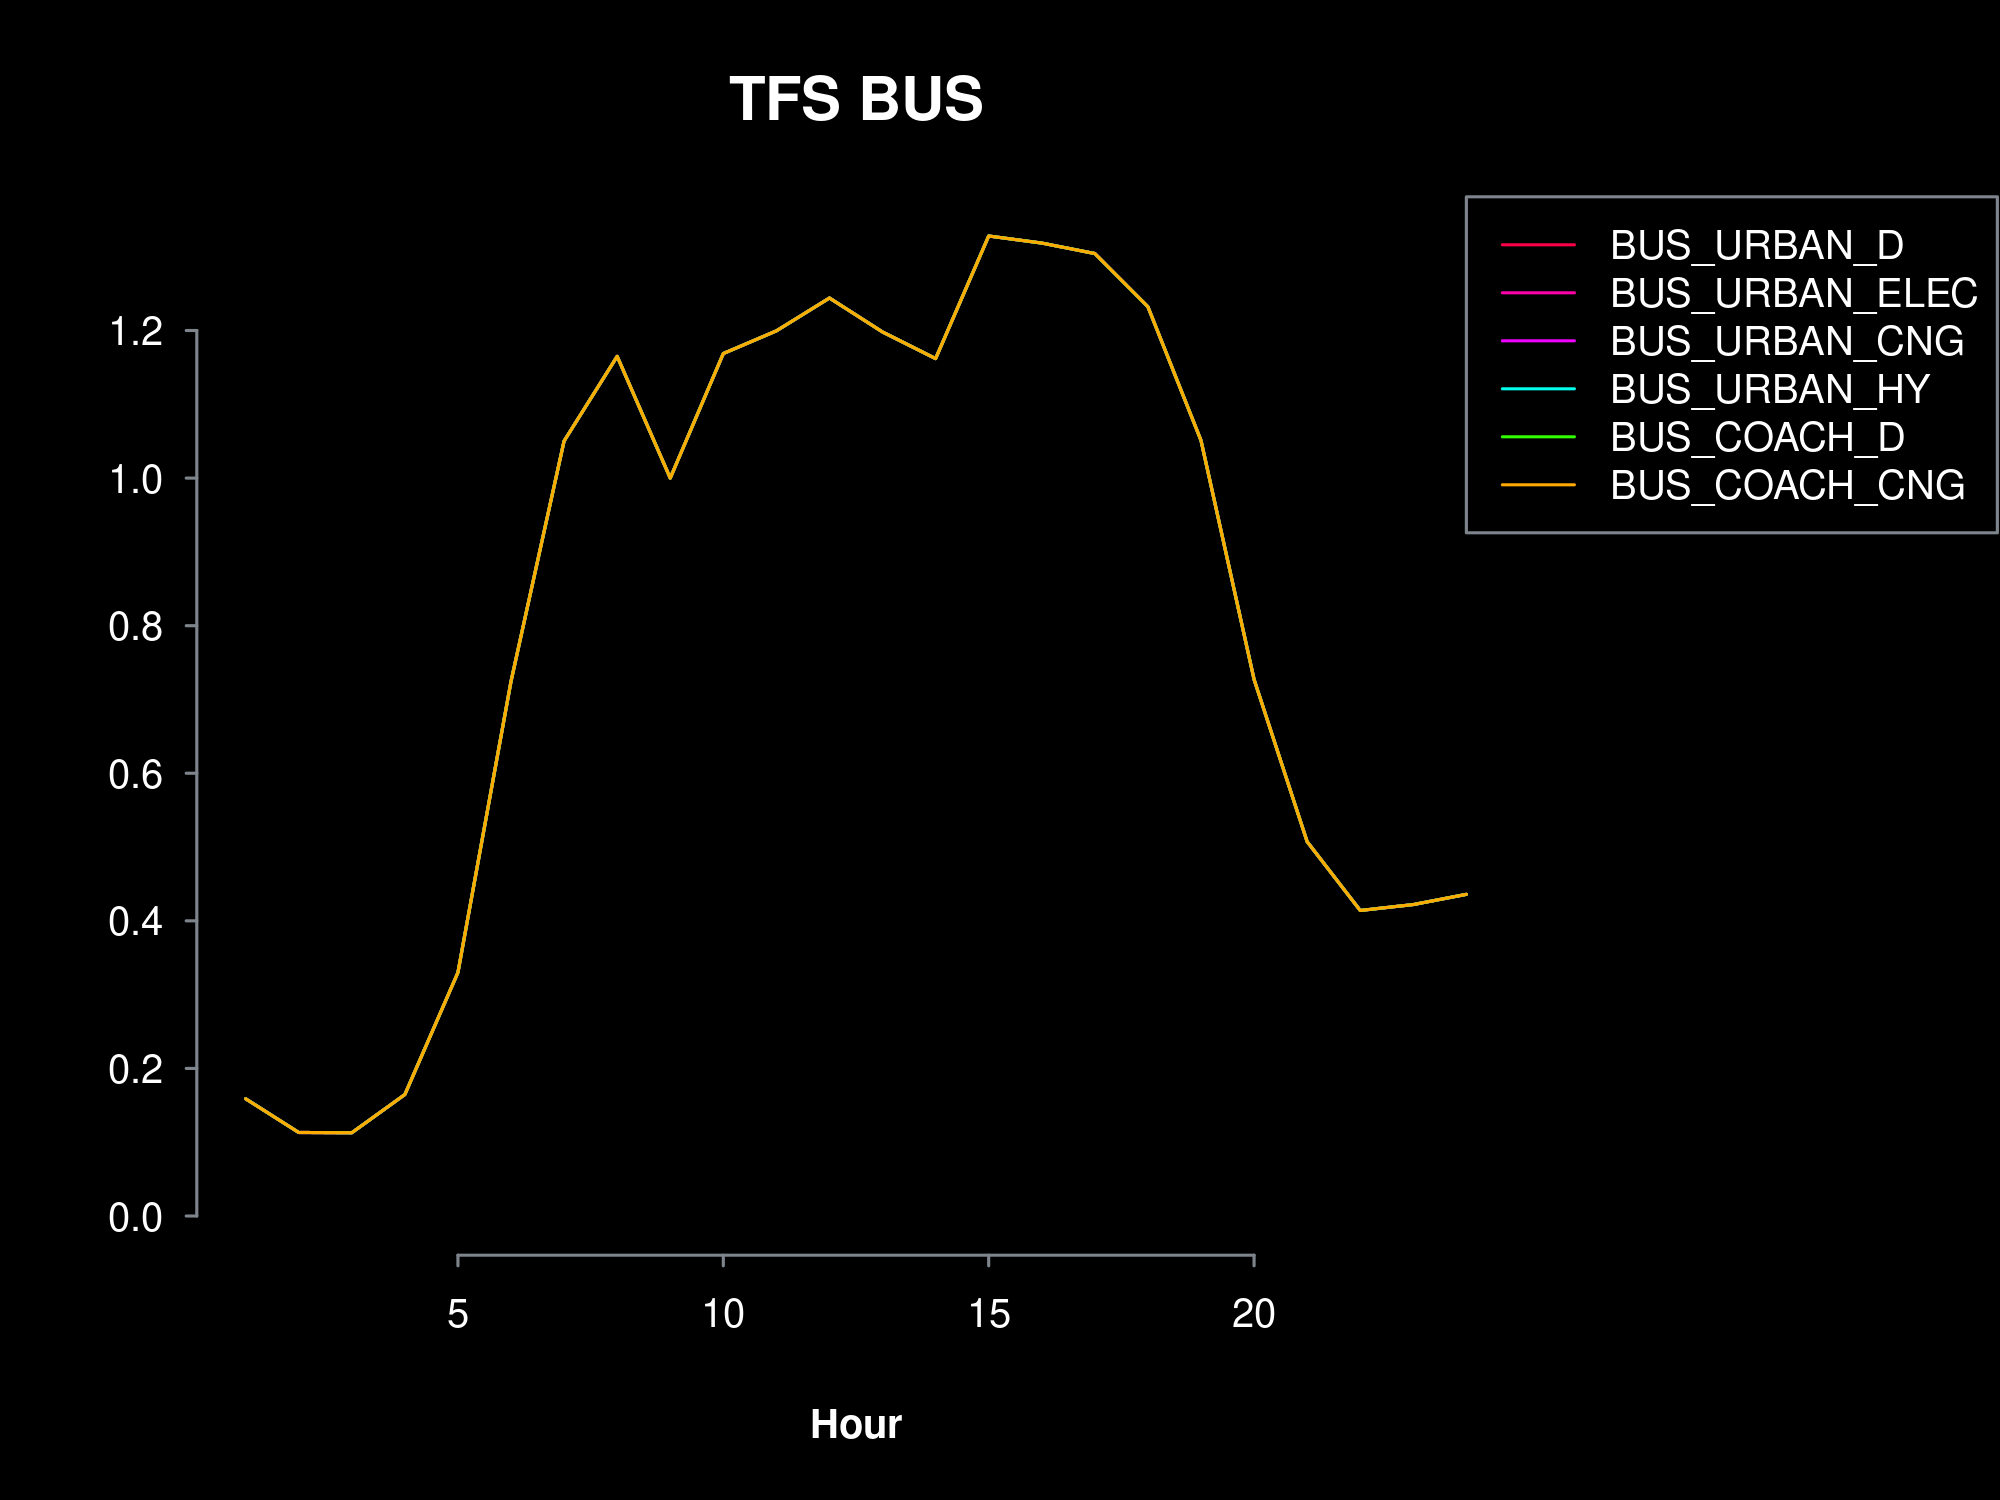 TFS BUS
BUS_URBAN_D
BUS_URBAN_ELEC
BUS_URBAN_CNG
BUS_URBAN_HY
BUS_COACH_D
BUS_COACH_CNG
1.2
1.0
0.8
0.6
0.4
0.2
0.0
5 10 15 20
Hour